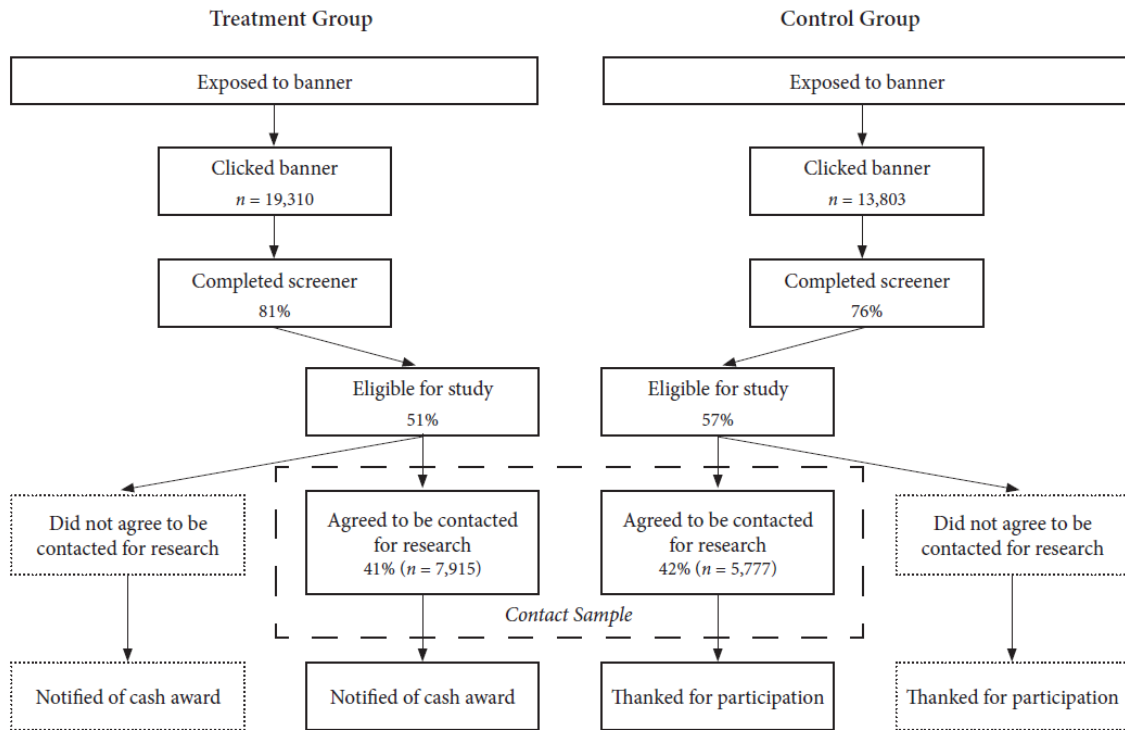 Treatment Group
Control Group
Exposed to banner
Exposed to banner
Clicked banner
n = 19,310
Clicked banner
n = 13,803
Completed screener
81%
Completed screener
76%
Eligible for study
51%
Eligible for study
57%
Did not agree to be
contacted for research
Agreed to be contacted
for research
41% (n = 7,915)
Agreed to be contacted
for research
42% (n = 5,777)
Did not agree to be
contacted for research
Contact Sample
Notified of cash award
Notified of cash award
Thanked for participation
Thanked for participation